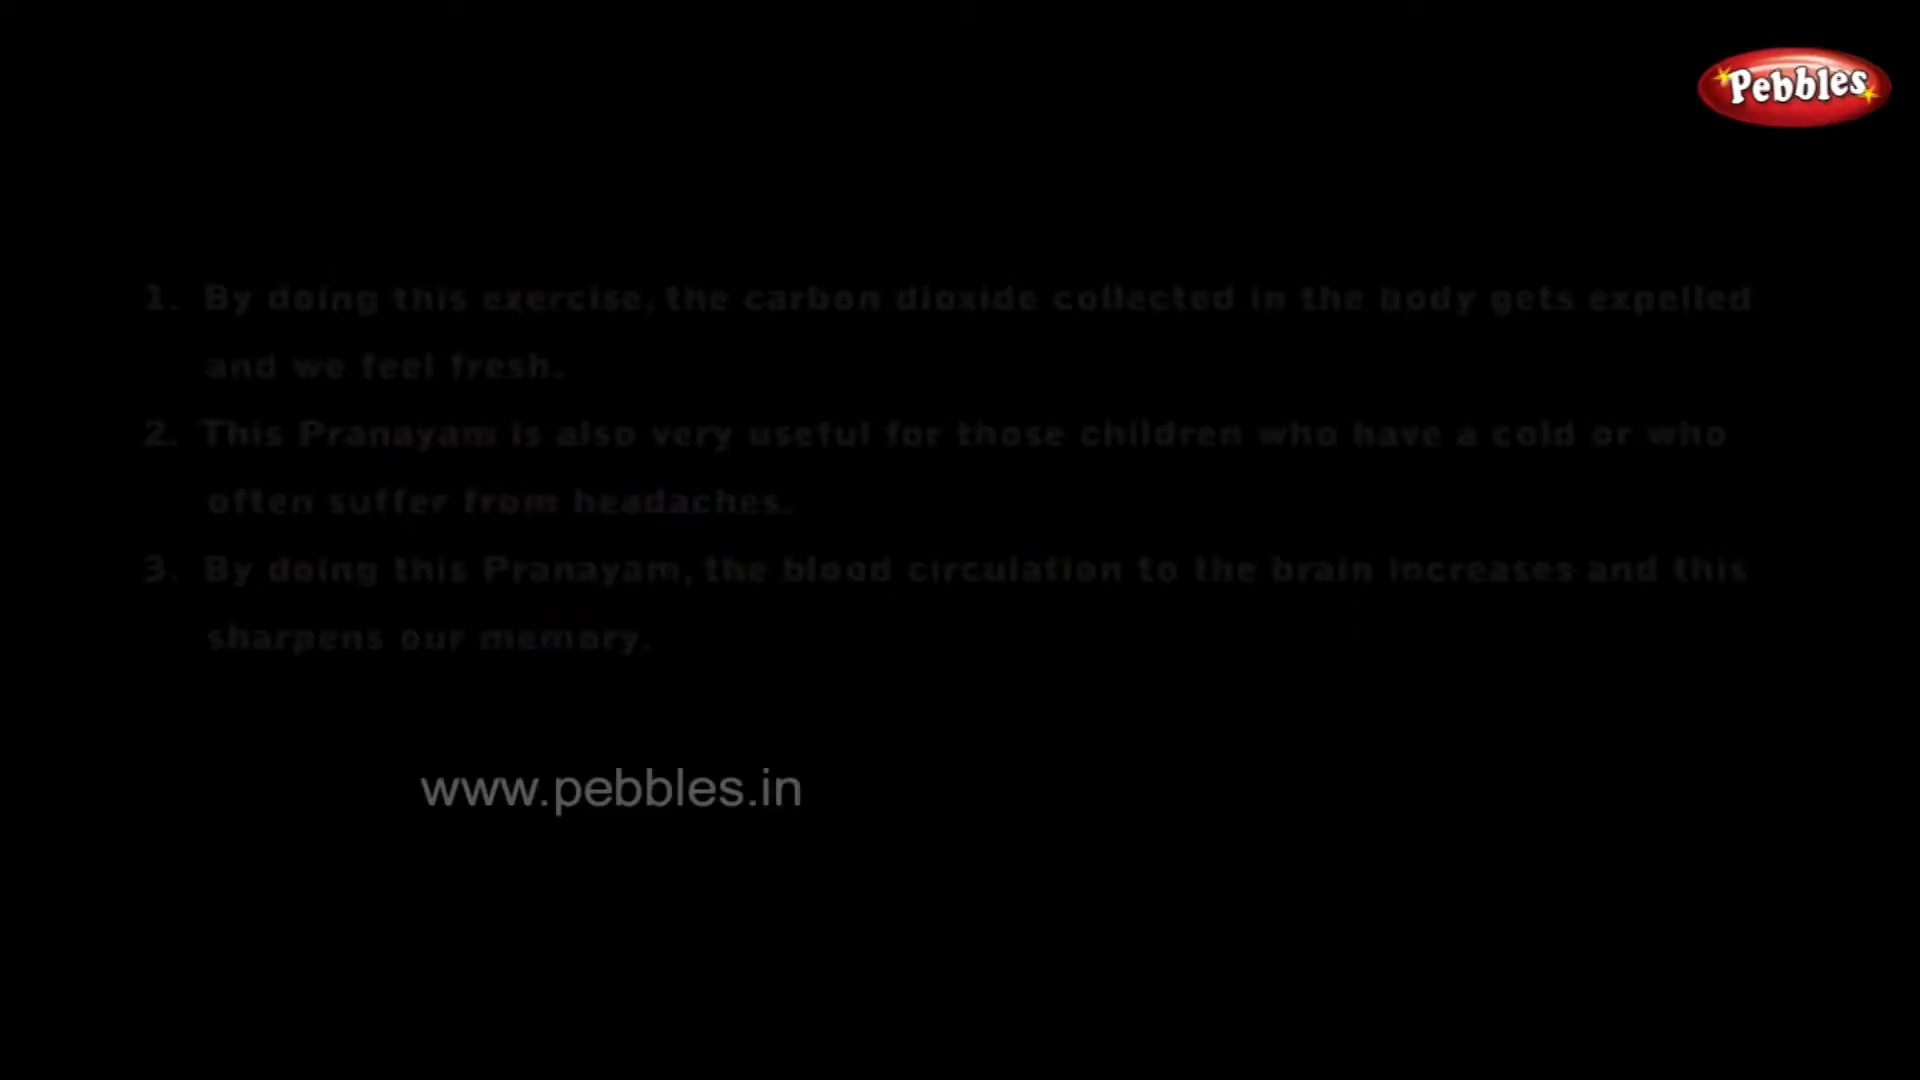 Pebbles
1. By doing this exercise, the carbon dioxide collected in the body gets expelled
and we feel fresh.
2. This Pranayam is also very useful for those children who have a cold or who
often suffer from headaches.
3. By doing this Pranayam, the blood circulation to the brain increases and this
sharpens our memory.
www.pebbles.in